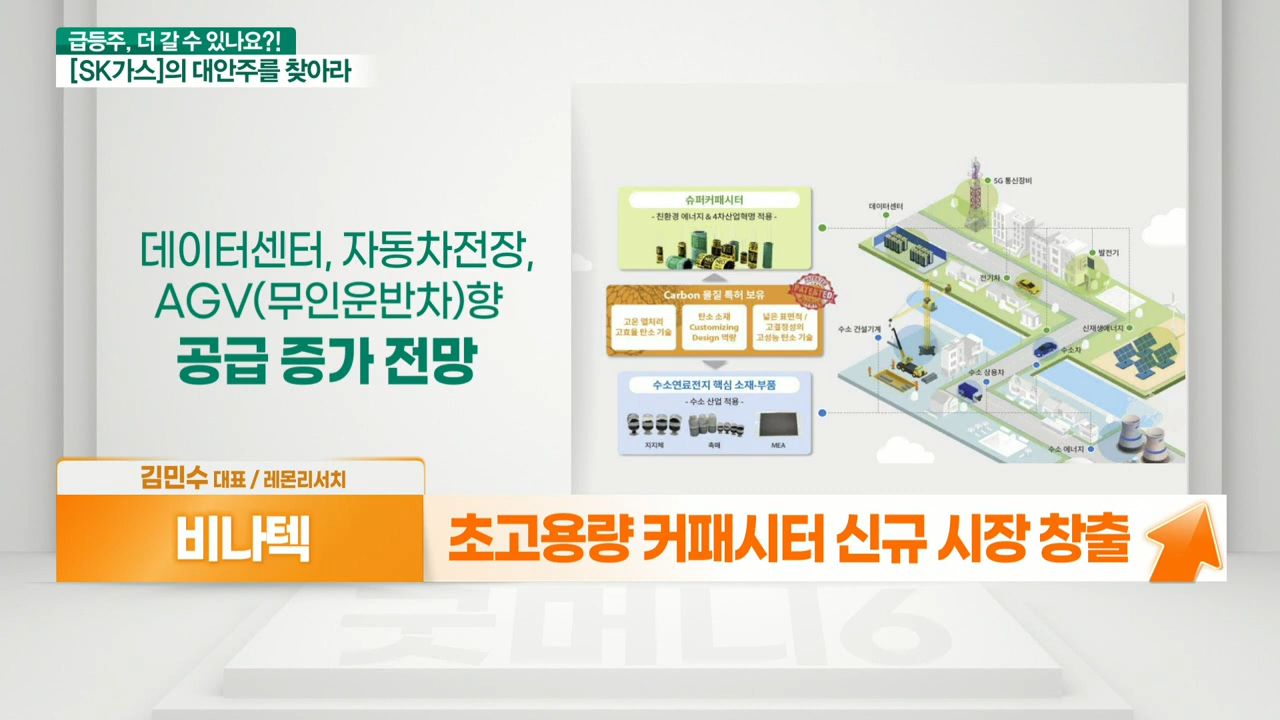 급등주, 더 갈 수 있나요?!
[SK가스]의 대안주를 찾아라
데이터센터, 자동차전장,
AGV(무인운반차)향
공급 증가 전망
슈퍼커패시터
- 친환경 에너지 & 4차산업혁명 적용 -
Carbon 물질 특허 보유
PATENTED
고온 열처리
고효율 탄소 기술
탄소 소재
Customizing
Design 역량
넓은 표면적 /
고결정성의
고성능 탄소 기술
수소연료전지 핵심 소재·부품
- 수소 산업 적용 -
지지체
촉매
MEA
5G 통신장비
데이터센터
발전기
전기차
수소 건설기계
신재생에너지
수소차
수소 상용차
수소 에너지
김민수 대표 / 레몬리서치
비나텍
초고용량 커패시터 신규 시장 창출
굿머니6